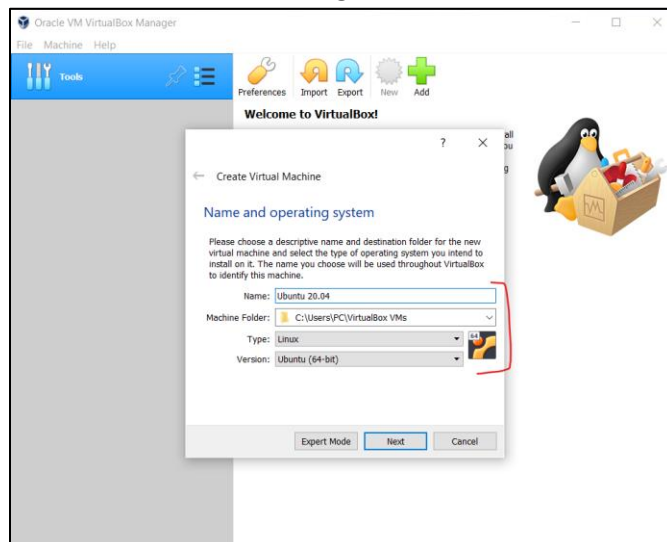 Oracle VM VirtualBox Manager
File Machine Help
Tools
Preferences Import Export New Add
Welcome to VirtualBox!
? ×
← Create Virtual Machine
Name and operating system
Please choose a descriptive name and destination folder for the new
virtual machine and select the type of operating system you intend to
install on it. The name you choose will be used throughout VirtualBox
to identify this machine.
Name: Ubuntu 20.04
Machine Folder: C:\Users\PC\VirtualBox VMs
Type: Linux
64
Version: Ubuntu (64-bit)
Expert Mode Next Cancel